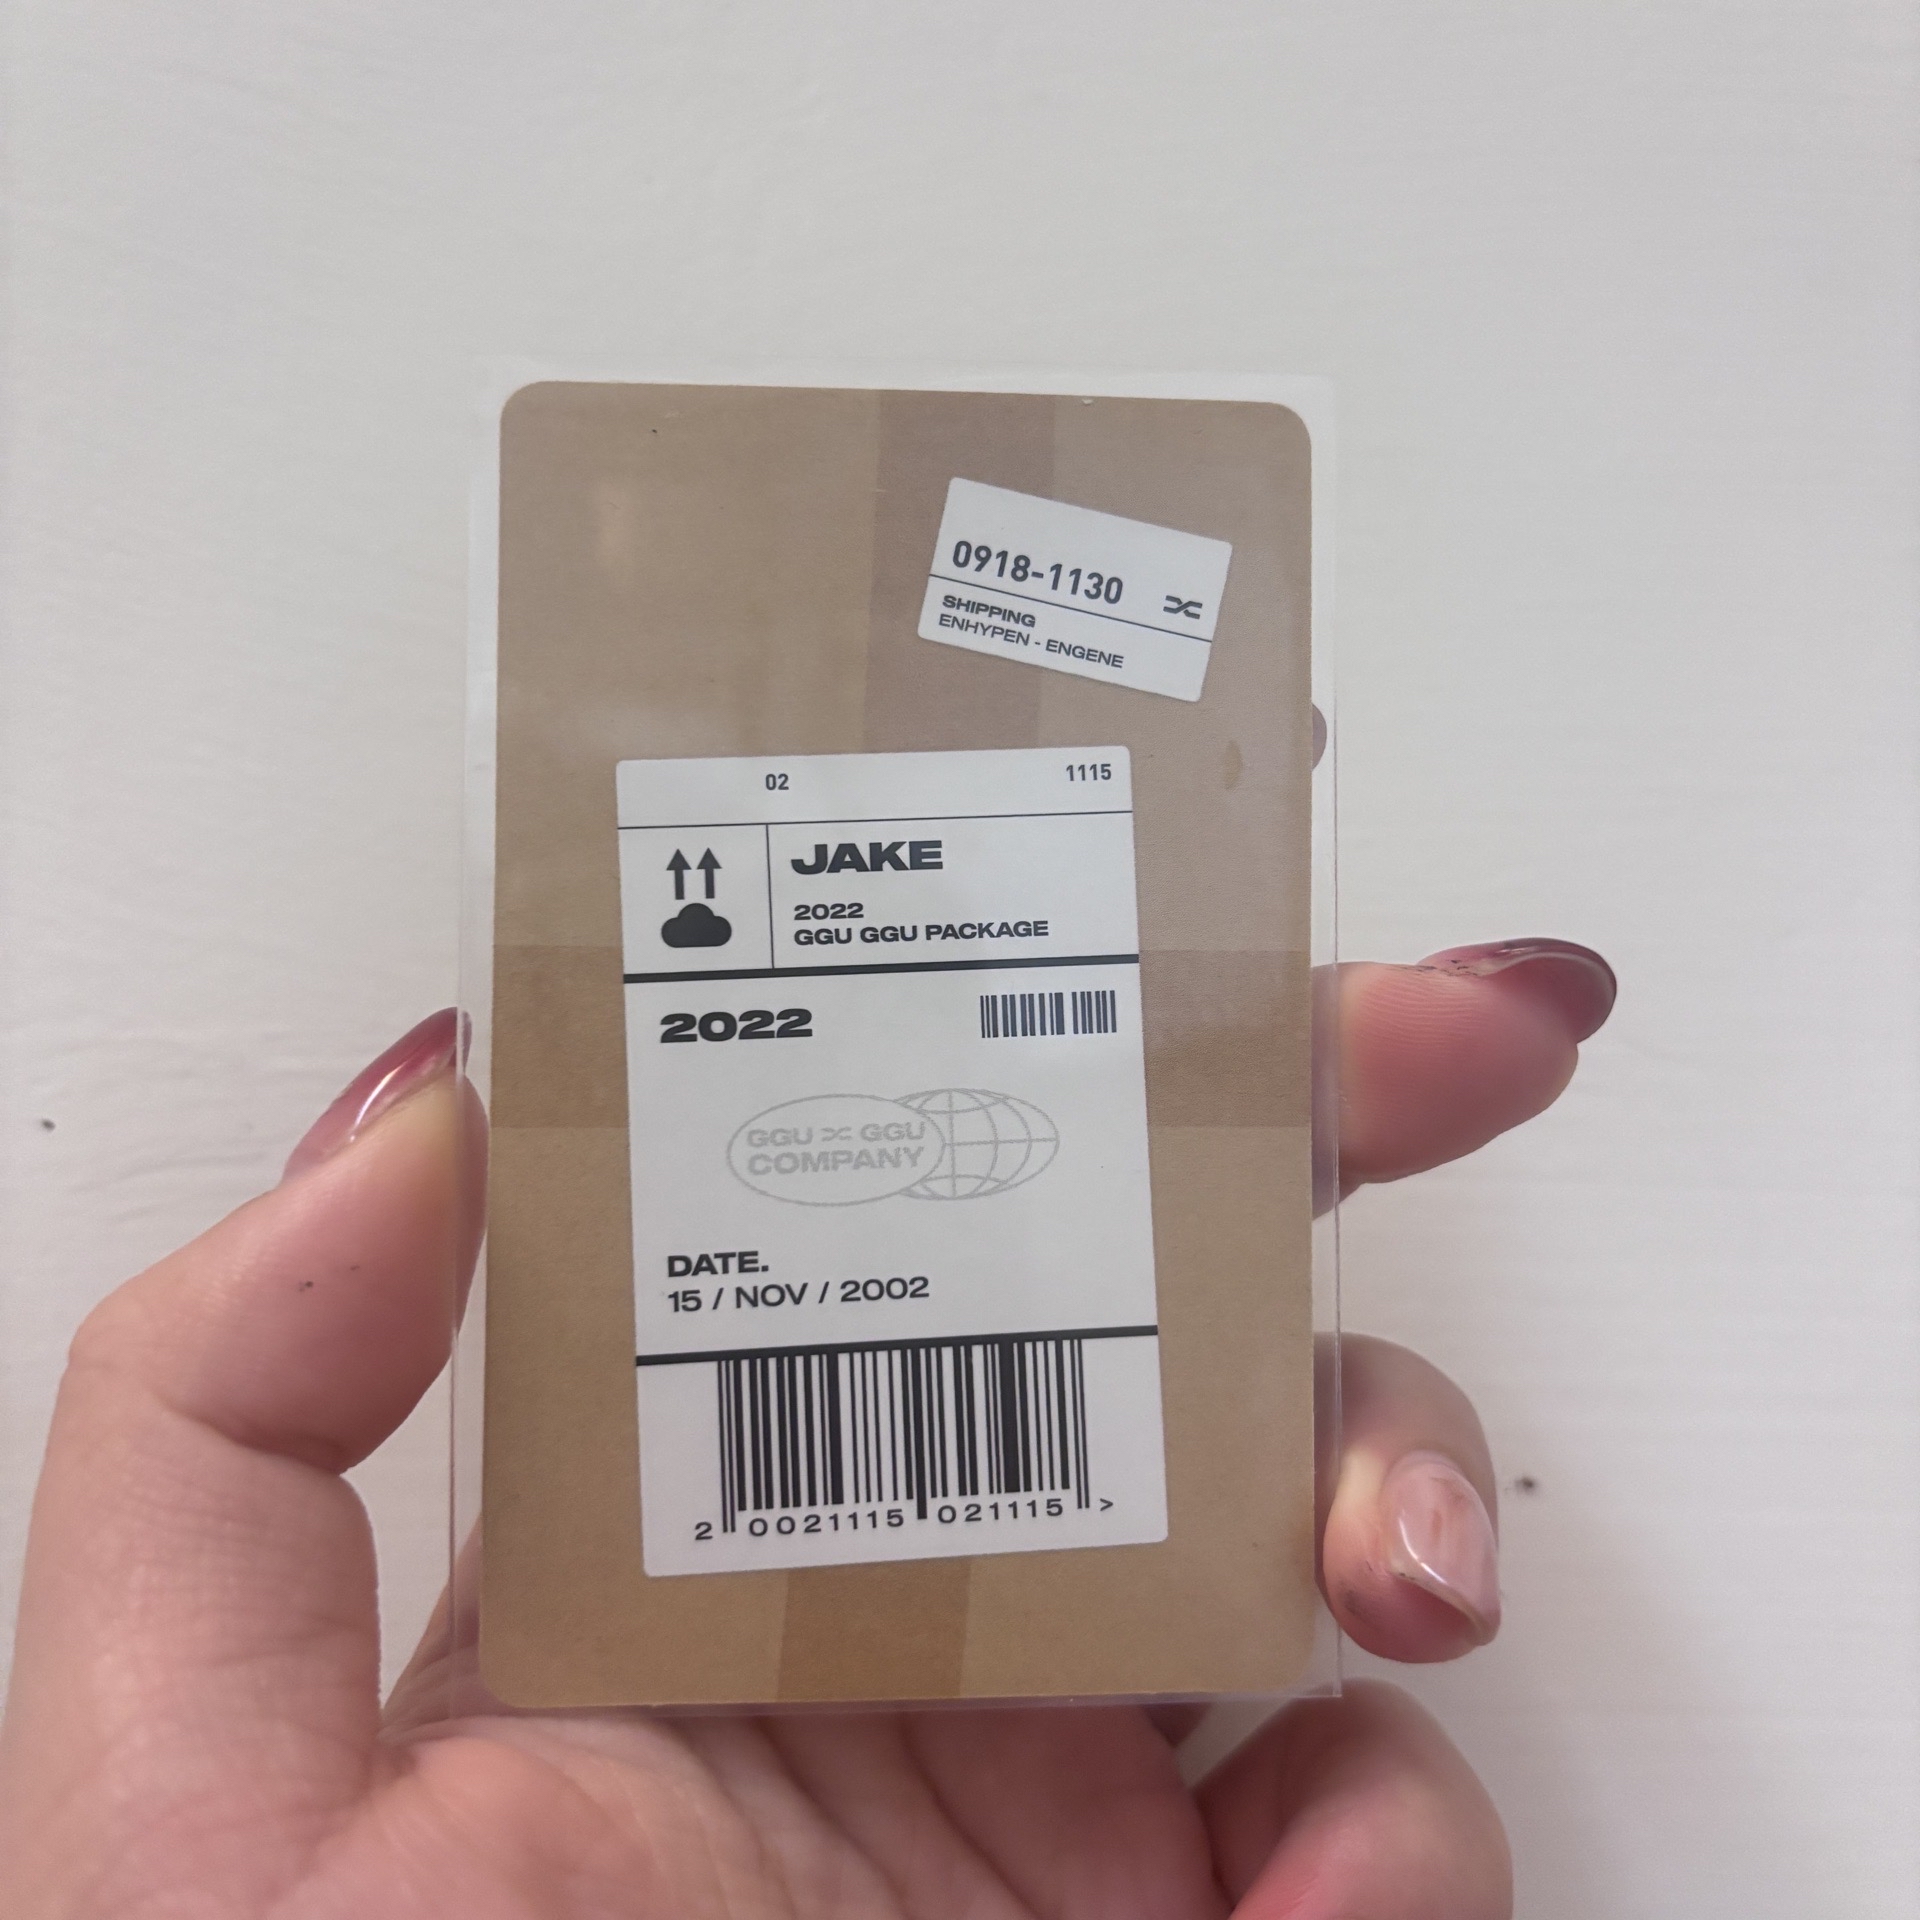 0918-1130
SHIPPING
ENHYPEN - ENGENE
02 1115
JAKE
2022
GGU GGU PACKAGE
2022
GGU GGU
COMPANY
DATE.
15 / NOV / 2002
2 0021115 021115 >